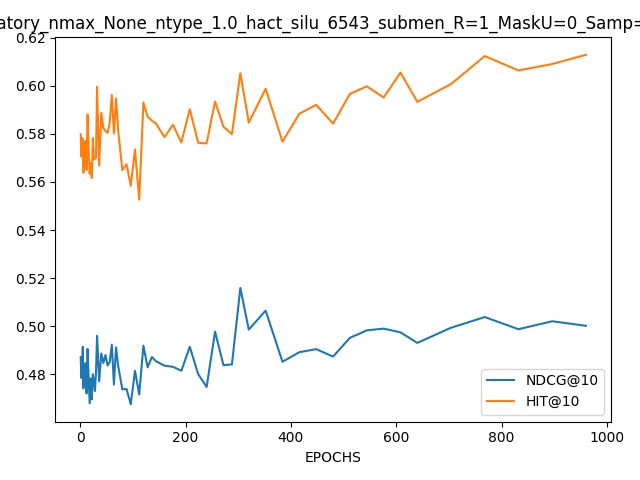 atory_nmax_None_ntype_1.0_hact_silu_6543_submen_R=1_MaskU=0_Samp=
0.62
0.60
0.58
0.56
0.54
0.52
0.50
0.48
NDCG@10
HIT@10
0 200 400 600 800 1000
EPOCHS